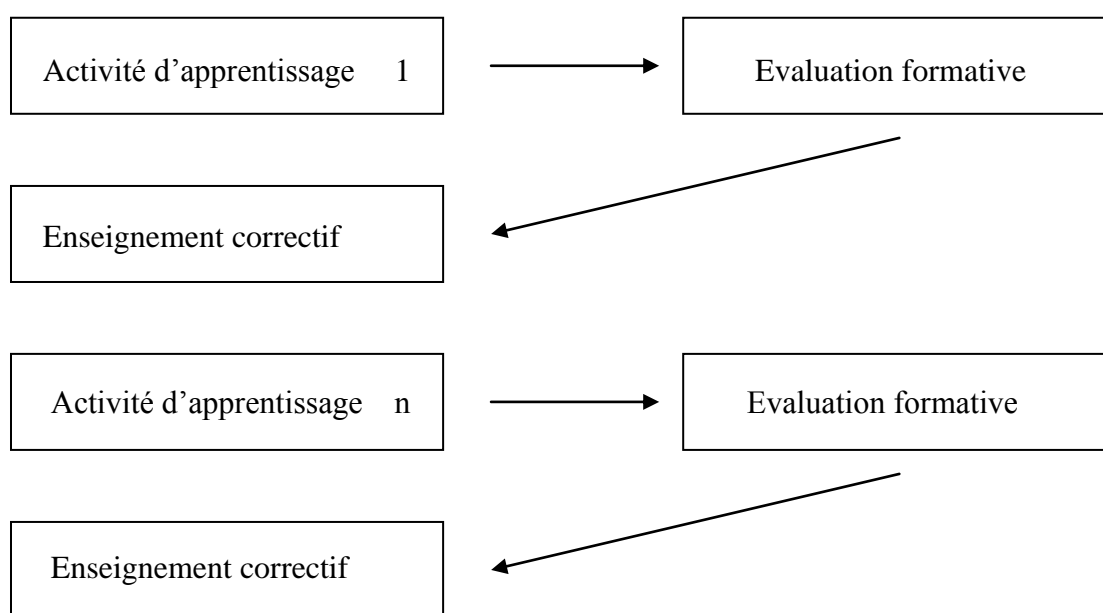 Activité d’apprentissage 1
Evaluation formative
Enseignement correctif
Activité d’apprentissage n
Evaluation formative
Enseignement correctif